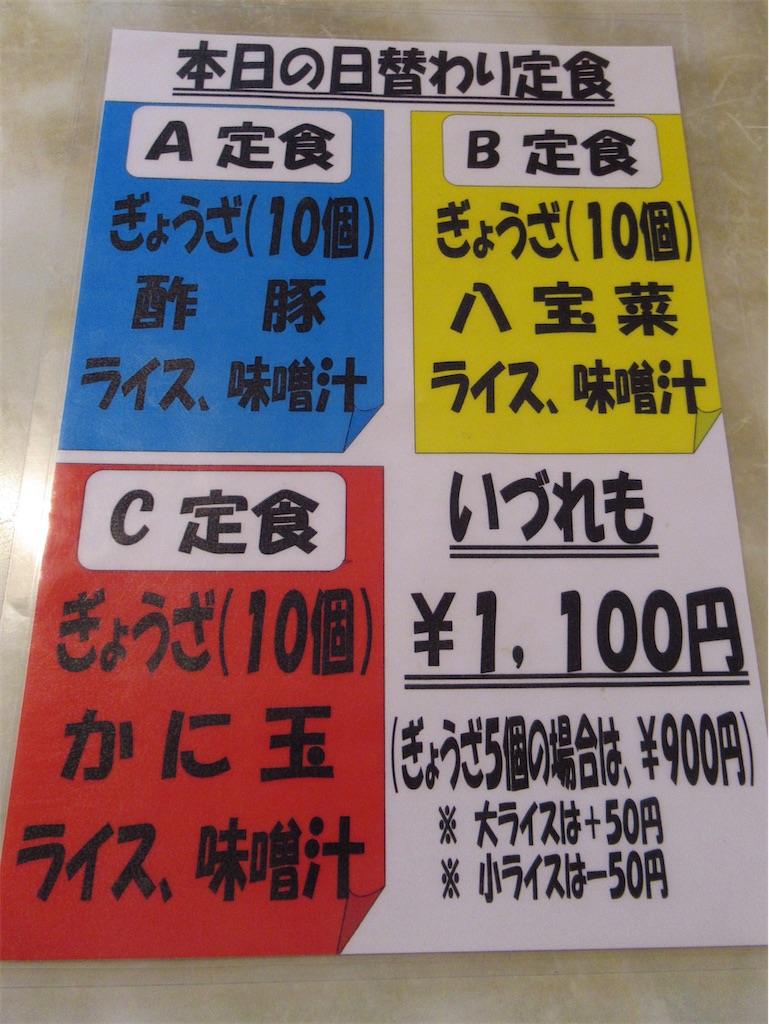 本日の日替わり定食
A 定食
ぎょうざ(10個)
酢 豚
ライス、味噌汁
B 定食
ぎょうざ(10個)
八 宝 菜
ライス、味噌汁
C 定食
ぎょうざ(10個)
か に 玉
ライス、味噌汁
いづれも
¥1,100円
(ぎょうざ5個の場合は、¥900円)
※ 大ライスは+50円
※ 小ライスは-50円